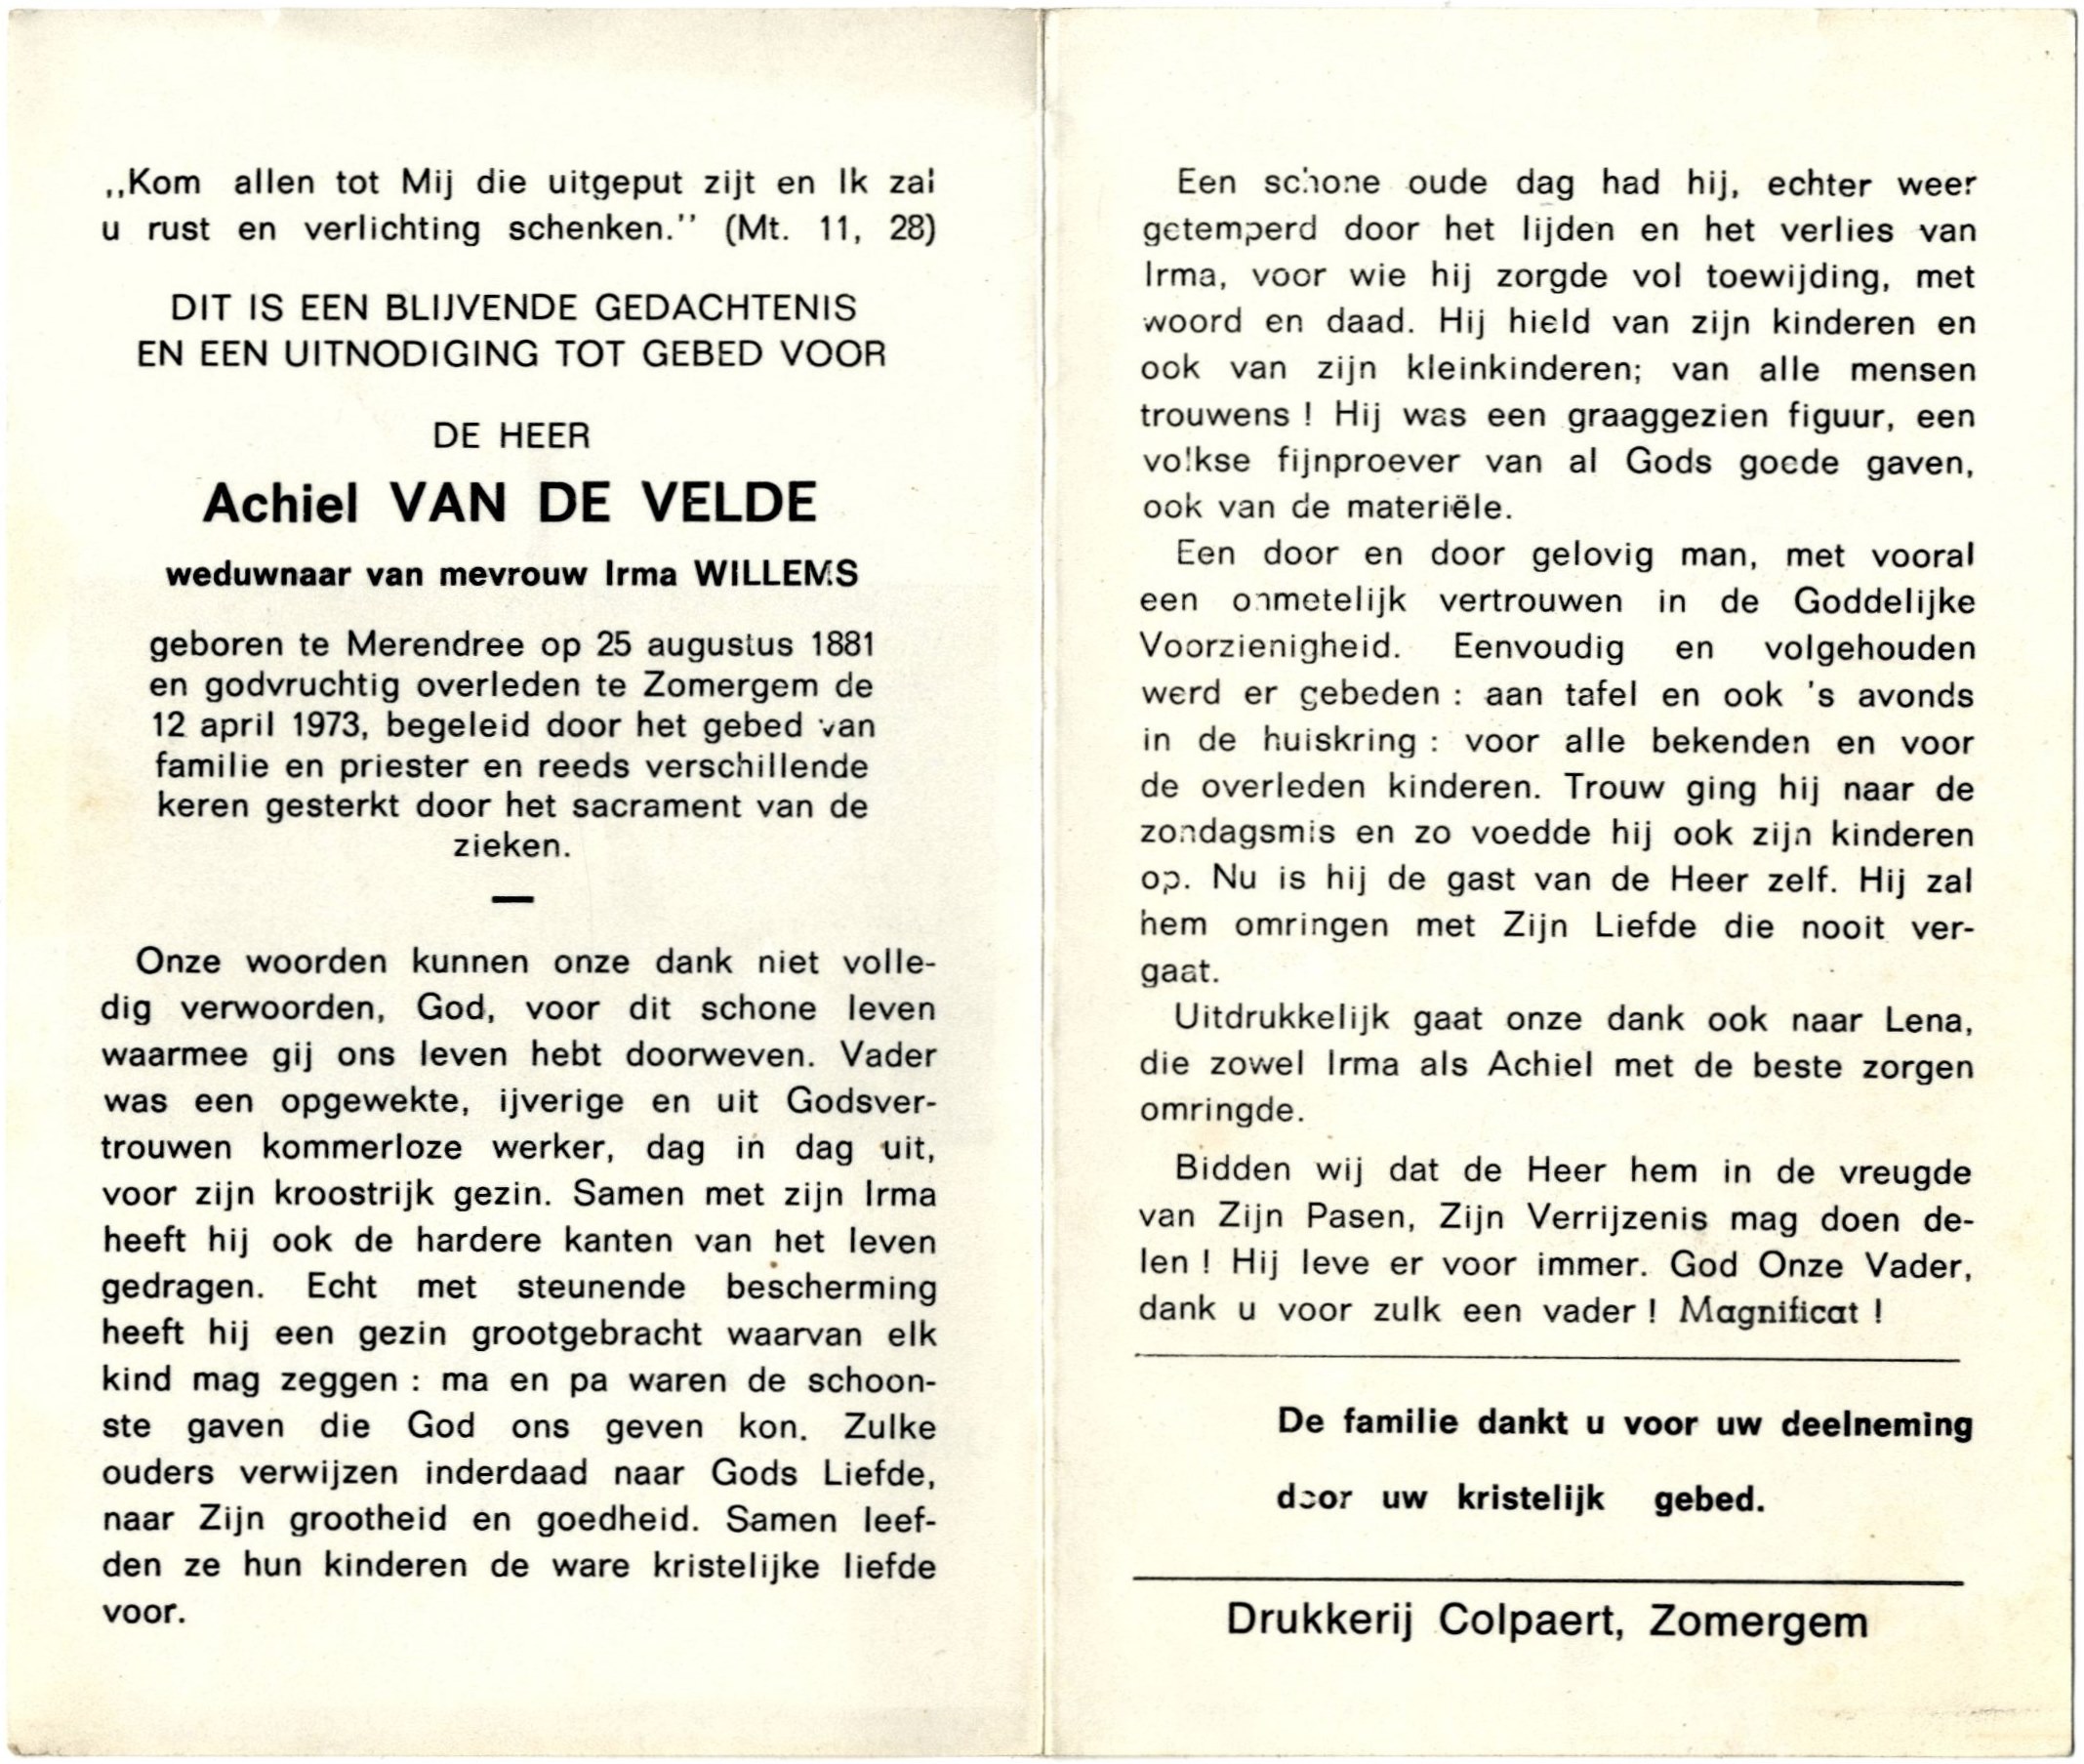 ,,Kom allen tot Mij die uitgeput zijt en Ik zal
u rust en verlichting schenken.'' (Mt. 11, 28)
DIT IS EEN BLIJVENDE GEDACHTENIS
EN EEN UITNODIGING TOT GEBED VOOR
DE HEER
Achiel VAN DE VELDE
weduwnaar van mevrouw Irma WILLEMS
geboren te Merendree op 25 augustus 1881
en godvruchtig overleden te Zomergem de
12 april 1973, begeleid door het gebed van
familie en priester en reeds verschillende
keren gesterkt door het sacrament van de
zieken.
—
Onze woorden kunnen onze dank niet volle-
dig verwoorden, God, voor dit schone leven
waarmee gij ons leven hebt doorweven. Vader
was een opgewekte, ijverige en uit Godsver-
trouwen kommerloze werker, dag in dag uit,
voor zijn kroostrijk gezin. Samen met zijn Irma
heeft hij ook de hardere kanten van het leven
gedragen. Echt met steunende bescherming
heeft hij een gezin grootgebracht waarvan elk
kind mag zeggen : ma en pa waren de schoon-
ste gaven die God ons geven kon. Zulke
ouders verwijzen inderdaad naar Gods Liefde,
naar Zijn grootheid en goedheid. Samen leef-
den ze hun kinderen de ware kristelijke liefde
voor.
Een schone oude dag had hij, echter weer
getemperd door het lijden en het verlies van
Irma, voor wie hij zorgde vol toewijding, met
woord en daad. Hij hield van zijn kinderen en
ook van zijn kleinkinderen; van alle mensen
trouwens ! Hij was een graaggezien figuur, een
volkse fijnproever van al Gods goede gaven,
ook van de materiële.
Een door en door gelovig man, met vooral
een onmetelijk vertrouwen in de Goddelijke
Voorzienigheid. Eenvoudig en volgehouden
werd er gebeden : aan tafel en ook 's avonds
in de huiskring : voor alle bekenden en voor
de overleden kinderen. Trouw ging hij naar de
zondagsmis en zo voedde hij ook zijn kinderen
op. Nu is hij de gast van de Heer zelf. Hij zal
hem omringen met Zijn Liefde die nooit ver-
gaat.
Uitdrukkelijk gaat onze dank ook naar Lena,
die zowel Irma als Achiel met de beste zorgen
omringde.
Bidden wij dat de Heer hem in de vreugde
van Zijn Pasen, Zijn Verrijzenis mag doen de-
len ! Hij leve er voor immer. God Onze Vader,
dank u voor zulk een vader ! Magnificat !
De familie dankt u voor uw deelneming
door uw kristelijk gebed.
Drukkerij Colpaert, Zomergem